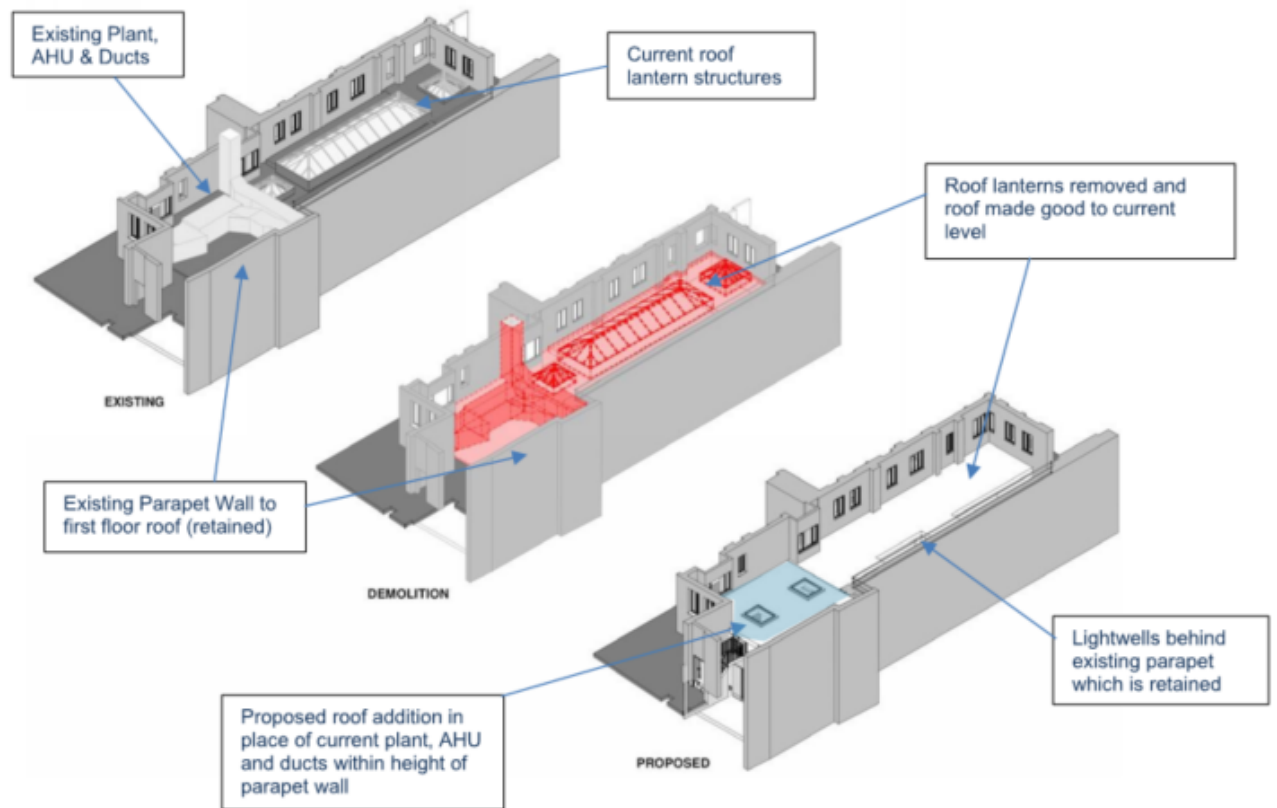 Existing Plant,
AHU & Ducts
Current roof
lantern structures
Roof lanterns removed and
roof made good to current
level
EXISTING
Existing Parapet Wall to
first floor roof (retained)
DEMOLITION
Lightwells behind
existing parapet
which is retained
Proposed roof addition in
place of current plant, AHU
and ducts within height of
parapet wall
PROPOSED